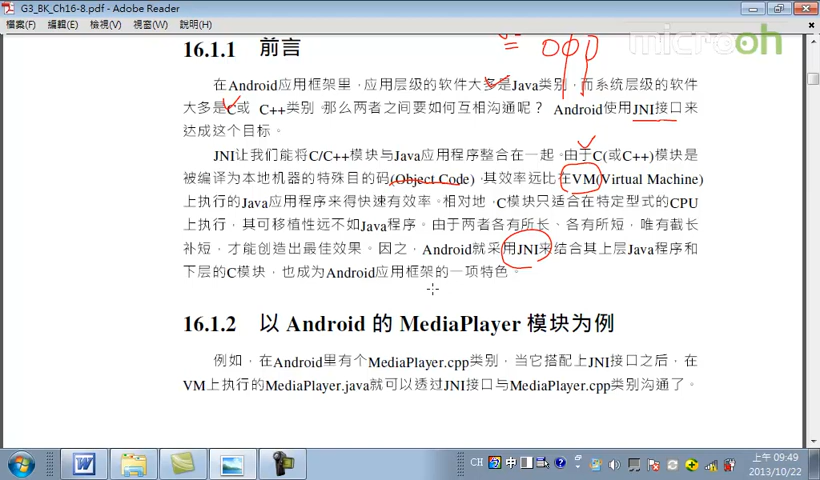 G3_BK_Ch16-8.pdf - Adobe Reader
檔案(F) 編輯(E) 檢視(V) 視窗(W) 說明(H)
microoh
16.1.1 前言
在Android应用框架里，应用层级的软件大多是Java类别，而系统层级的软件
大多是C或 C++类别。那么两者之间要如何互相沟通呢？ Android使用JNI接口来
达成这个目标。
JNI让我们能将C/C++模块与Java应用程序整合在一起。由于C(或C++)模块是
被编译为本地机器的特殊目的码(Object Code)，其效率远比在VM(Virtual Machine)
上执行的Java应用程序来得快速有效率。相对地，C模块只适合在特定型式的CPU
上执行，其可移植性远不如Java程序。由于两者各有所长、各有所短，唯有截长
补短，才能创造出最佳效果。因之，Android就采用JNI来结合其上层Java程序和
下层的C模块，也成为Android应用框架的一项特色。
16.1.2 以 Android 的 MediaPlayer 模块为例
例如，在Android里有个MediaPlayer.cpp类别，当它搭配上JNI接口之后，在
VM上执行的MediaPlayer.java就可以透过JNI接口与MediaPlayer.cpp类别沟通了。
CH 中
上午 09:49
2013/10/22